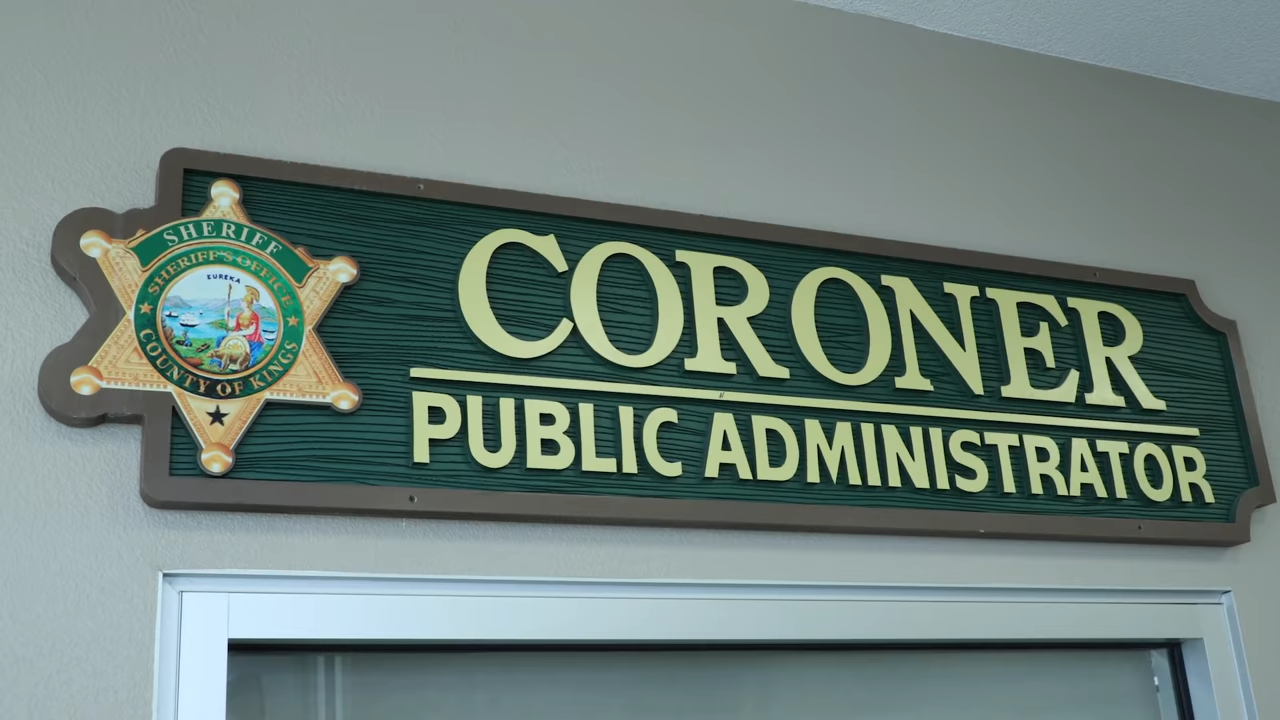 SHERIFF
SHERIFF'S OFFICE
EUREKA
COUNTY OF KINGS
CORONER
PUBLIC ADMINISTRATOR